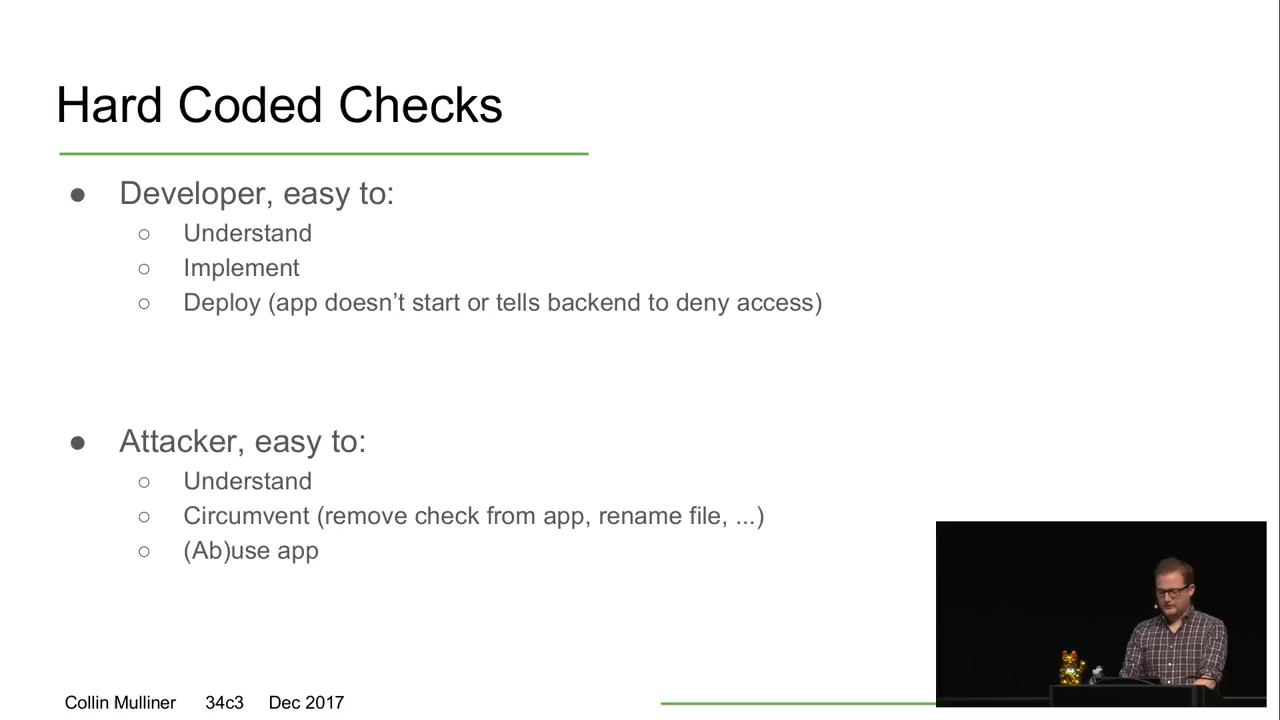 Hard Coded Checks
● Developer, easy to:
○ Understand
○ Implement
○ Deploy (app doesn’t start or tells backend to deny access)
● Attacker, easy to:
○ Understand
○ Circumvent (remove check from app, rename file, ...)
○ (Ab)use app
Collin Mulliner 34c3 Dec 2017